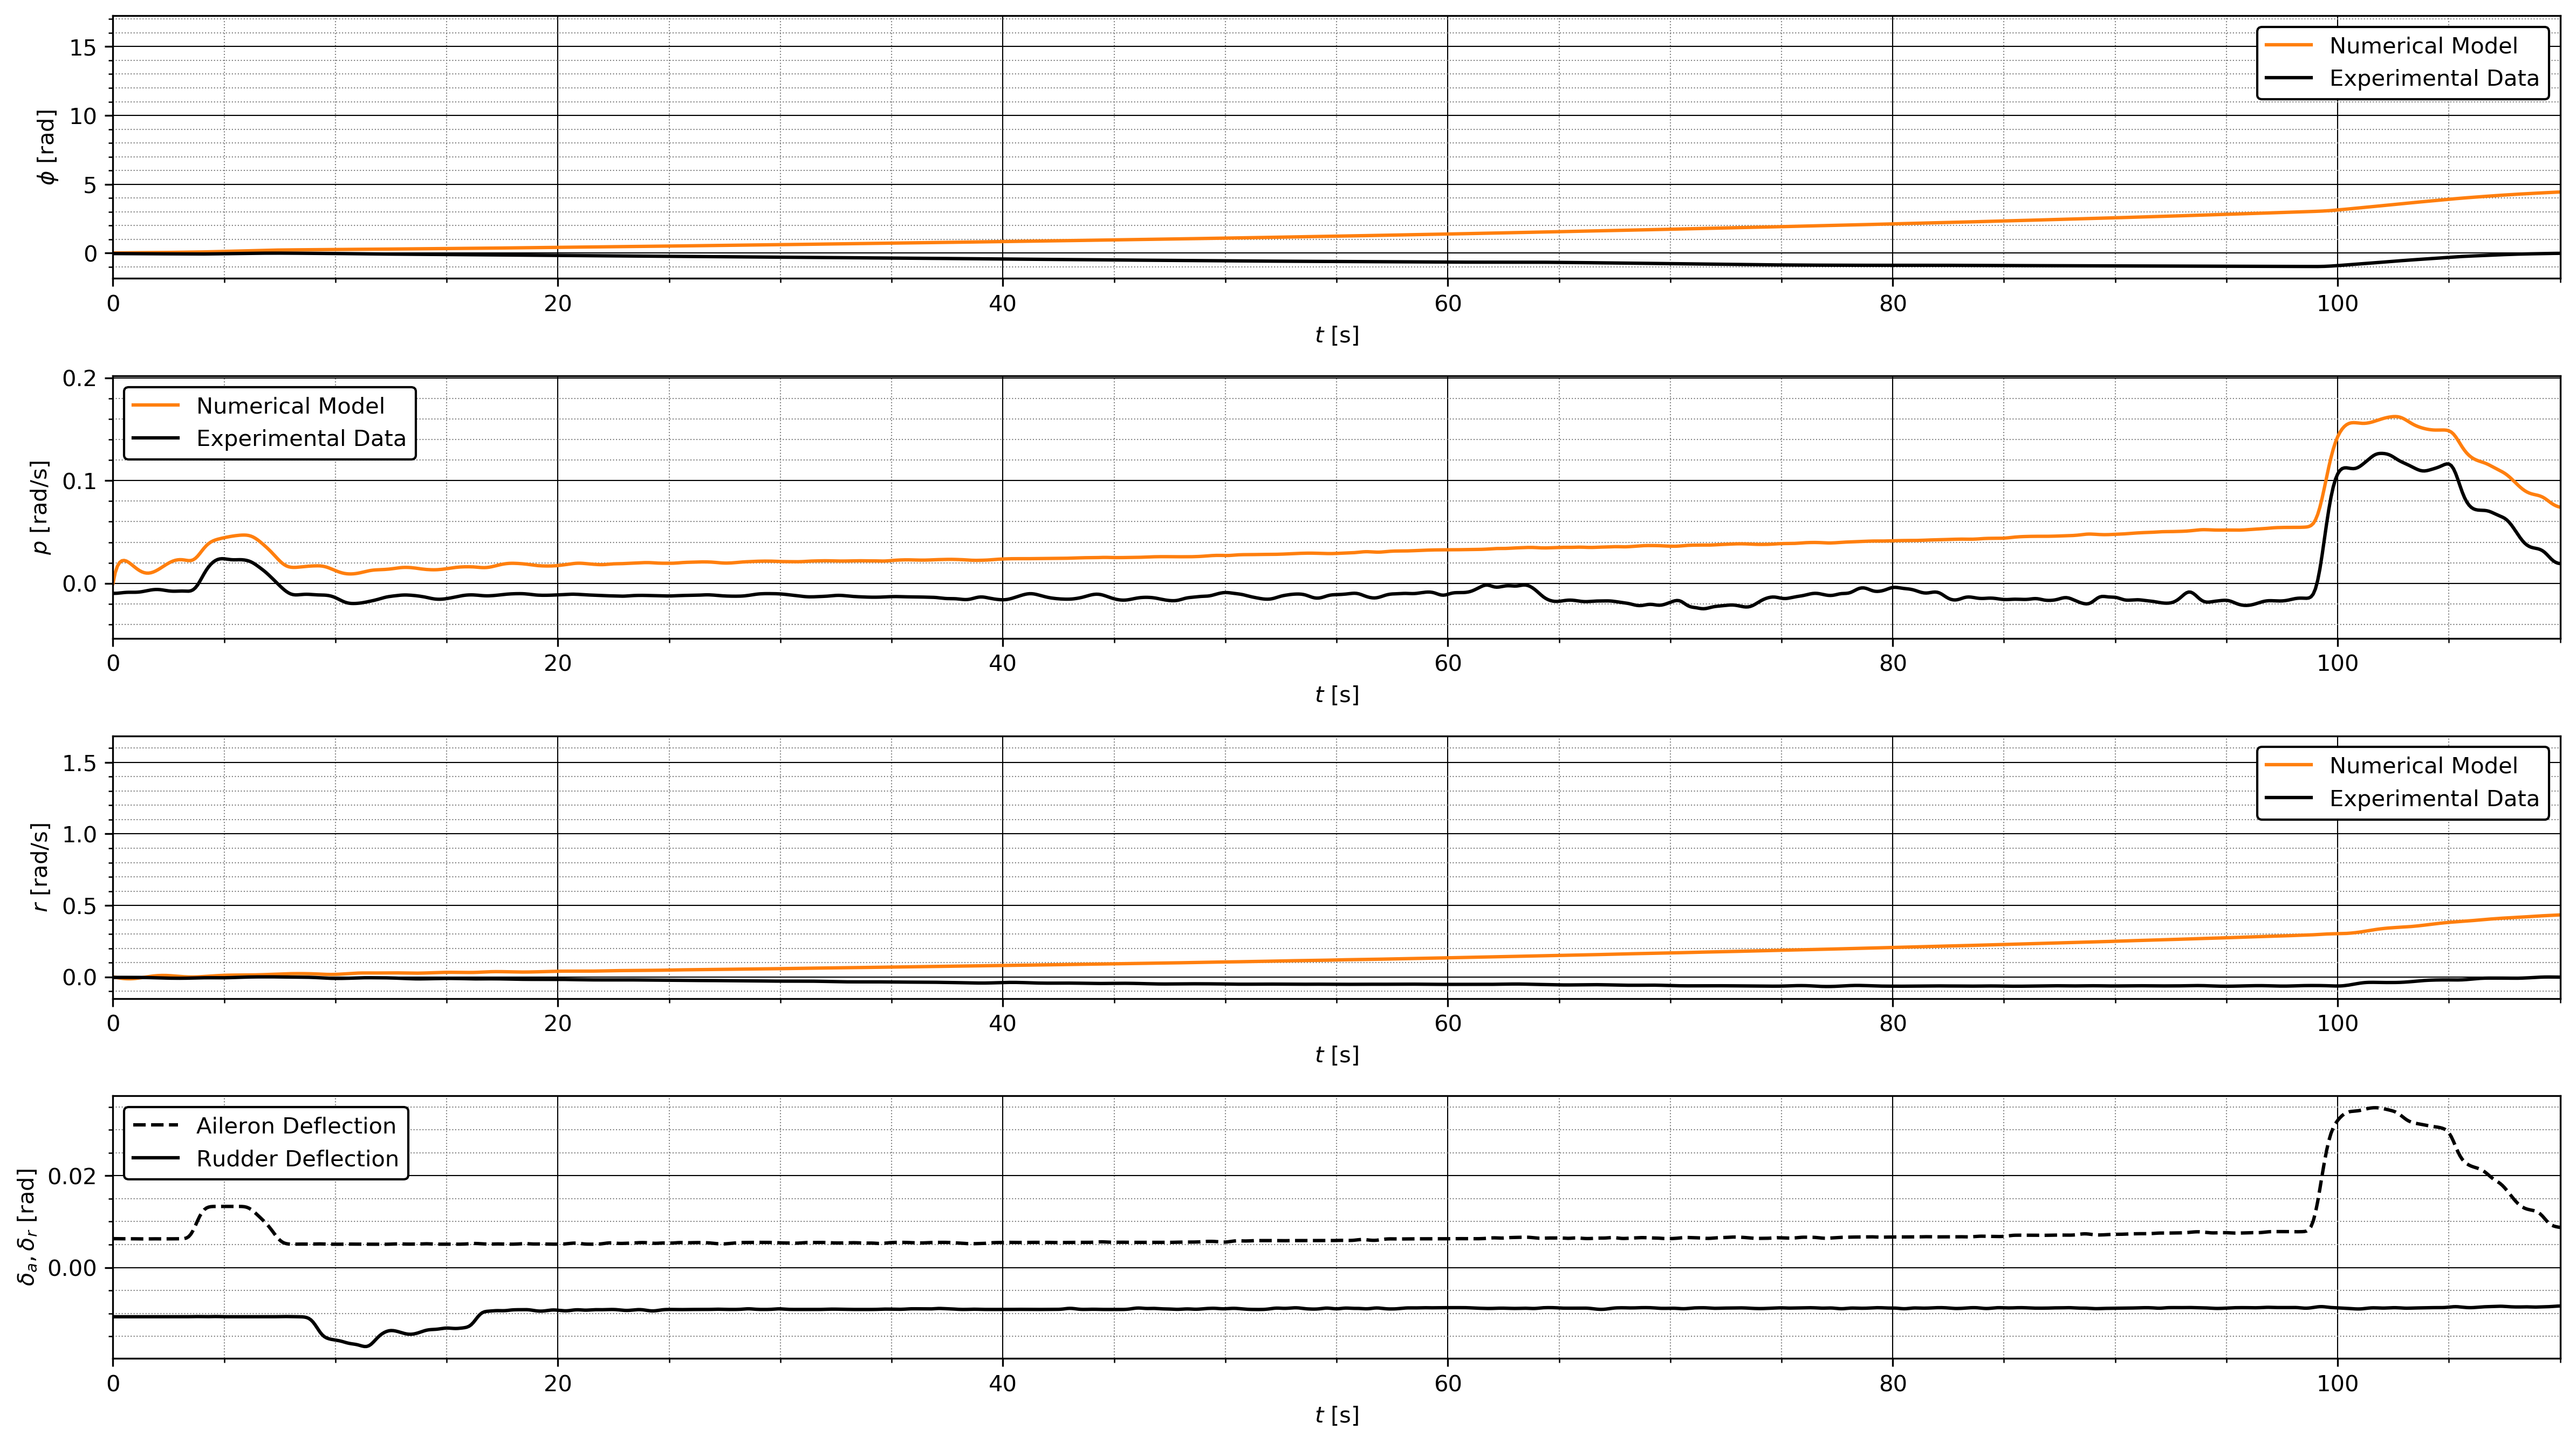 15
10
5
0
ϕ [rad]
Numerical Model
Experimental Data
0 20 40 60 80 100
t [s]
0.2
0.1
0.0
p [rad/s]
Numerical Model
Experimental Data
0 20 40 60 80 100
t [s]
1.5
1.0
0.5
0.0
r [rad/s]
Numerical Model
Experimental Data
0 20 40 60 80 100
t [s]
0.02
0.00
δa, δr [rad]
Aileron Deflection
Rudder Deflection
0 20 40 60 80 100
t [s]